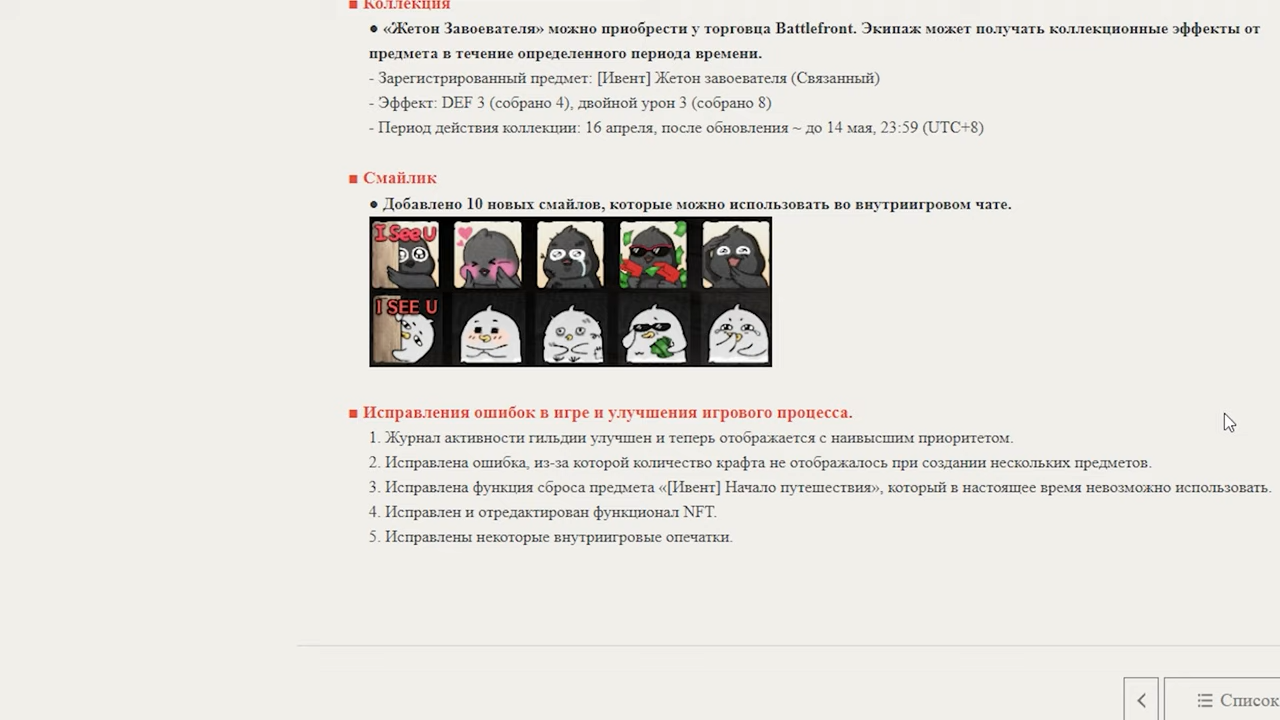 ■ Коллекция
● «Жетон Завоевателя» можно приобрести у торговца Battlefront. Экипаж может получать коллекционные эффекты от
предмета в течение определенного периода времени.
- Зарегистрированный предмет: [Ивент] Жетон завоевателя (Связанный)
- Эффект: DEF 3 (собрано 4), двойной урон 3 (собрано 8)
- Период действия коллекции: 16 апреля, после обновления ~ до 14 мая, 23:59 (UTC+8)
■ Смайлик
● Добавлено 10 новых смайлов, которые можно использовать во внутриигровом чате.
I See U
I SEE U
■ Исправления ошибок в игре и улучшения игрового процесса.
1. Журнал активности гильдии улучшен и теперь отображается с наивысшим приоритетом.
2. Исправлена ошибка, из-за которой количество крафта не отображалось при создании нескольких предметов.
3. Исправлена функция сброса предмета «[Ивент] Начало путешествия», который в настоящее время невозможно использовать.
4. Исправлен и отредактирован функционал NFT.
5. Исправлены некоторые внутриигровые опечатки.
Список